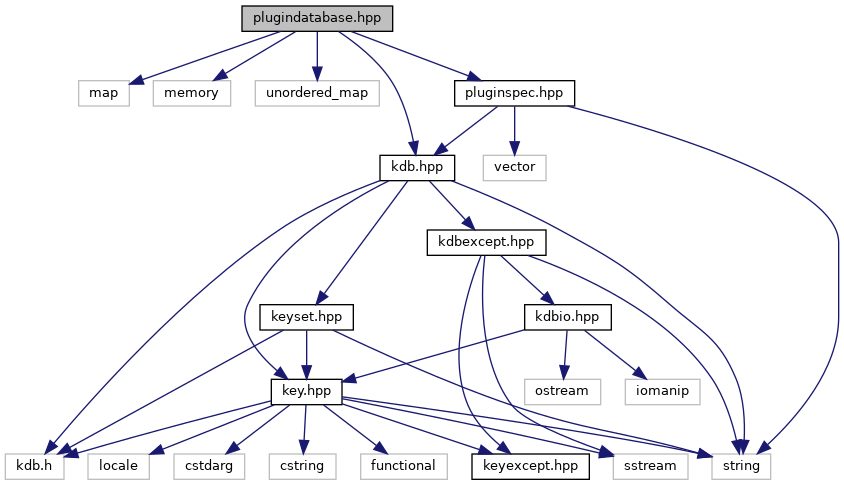 plugindatabase.hpp
map
memory
unordered_map
pluginspec.hpp
kdb.hpp
vector
kdbexcept.hpp
keyset.hpp
kdbio.hpp
key.hpp
ostream
iomanip
kdb.h
locale
cstdarg
cstring
functional
keyexcept.hpp
sstream
string